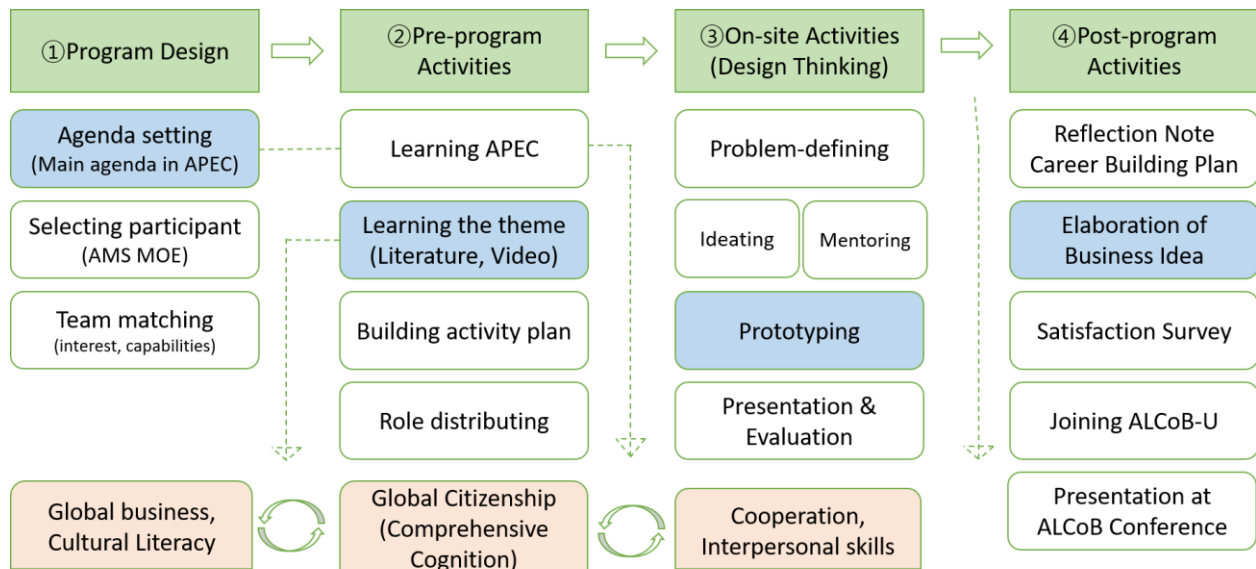 ①Program Design
②Pre-program
Activities
③On-site Activities
(Design Thinking)
④Post-program
Activities
Agenda setting
(Main agenda in APEC)
Selecting participant
(AMS MOE)
Team matching
(interest, capabilities)
Learning APEC
Learning the theme
(Literature, Video)
Building activity plan
Role distributing
Problem-defining
Ideating
Mentoring
Prototyping
Presentation &
Evaluation
Reflection Note
Career Building Plan
Elaboration of
Business Idea
Satisfaction Survey
Joining ALCoB-U
Presentation at
ALCoB Conference
Global business,
Cultural Literacy
Global Citizenship
(Comprehensive
Cognition)
Cooperation,
Interpersonal skills